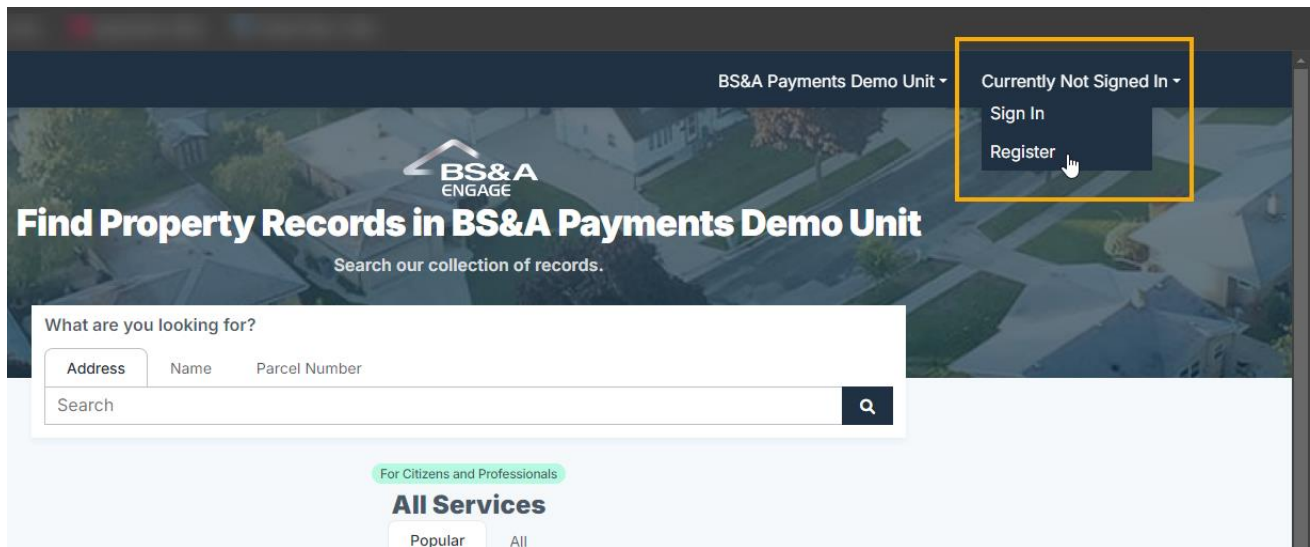 BS&A Payments Demo Unit Currently Not Signed In
Sign In
Register
BS&A
ENGAGE
Find Property Records in BS&A Payments Demo Unit
Search our collection of records.
What are you looking for?
Address Name Parcel Number
Search
For Citizens and Professionals
All Services
Popular All